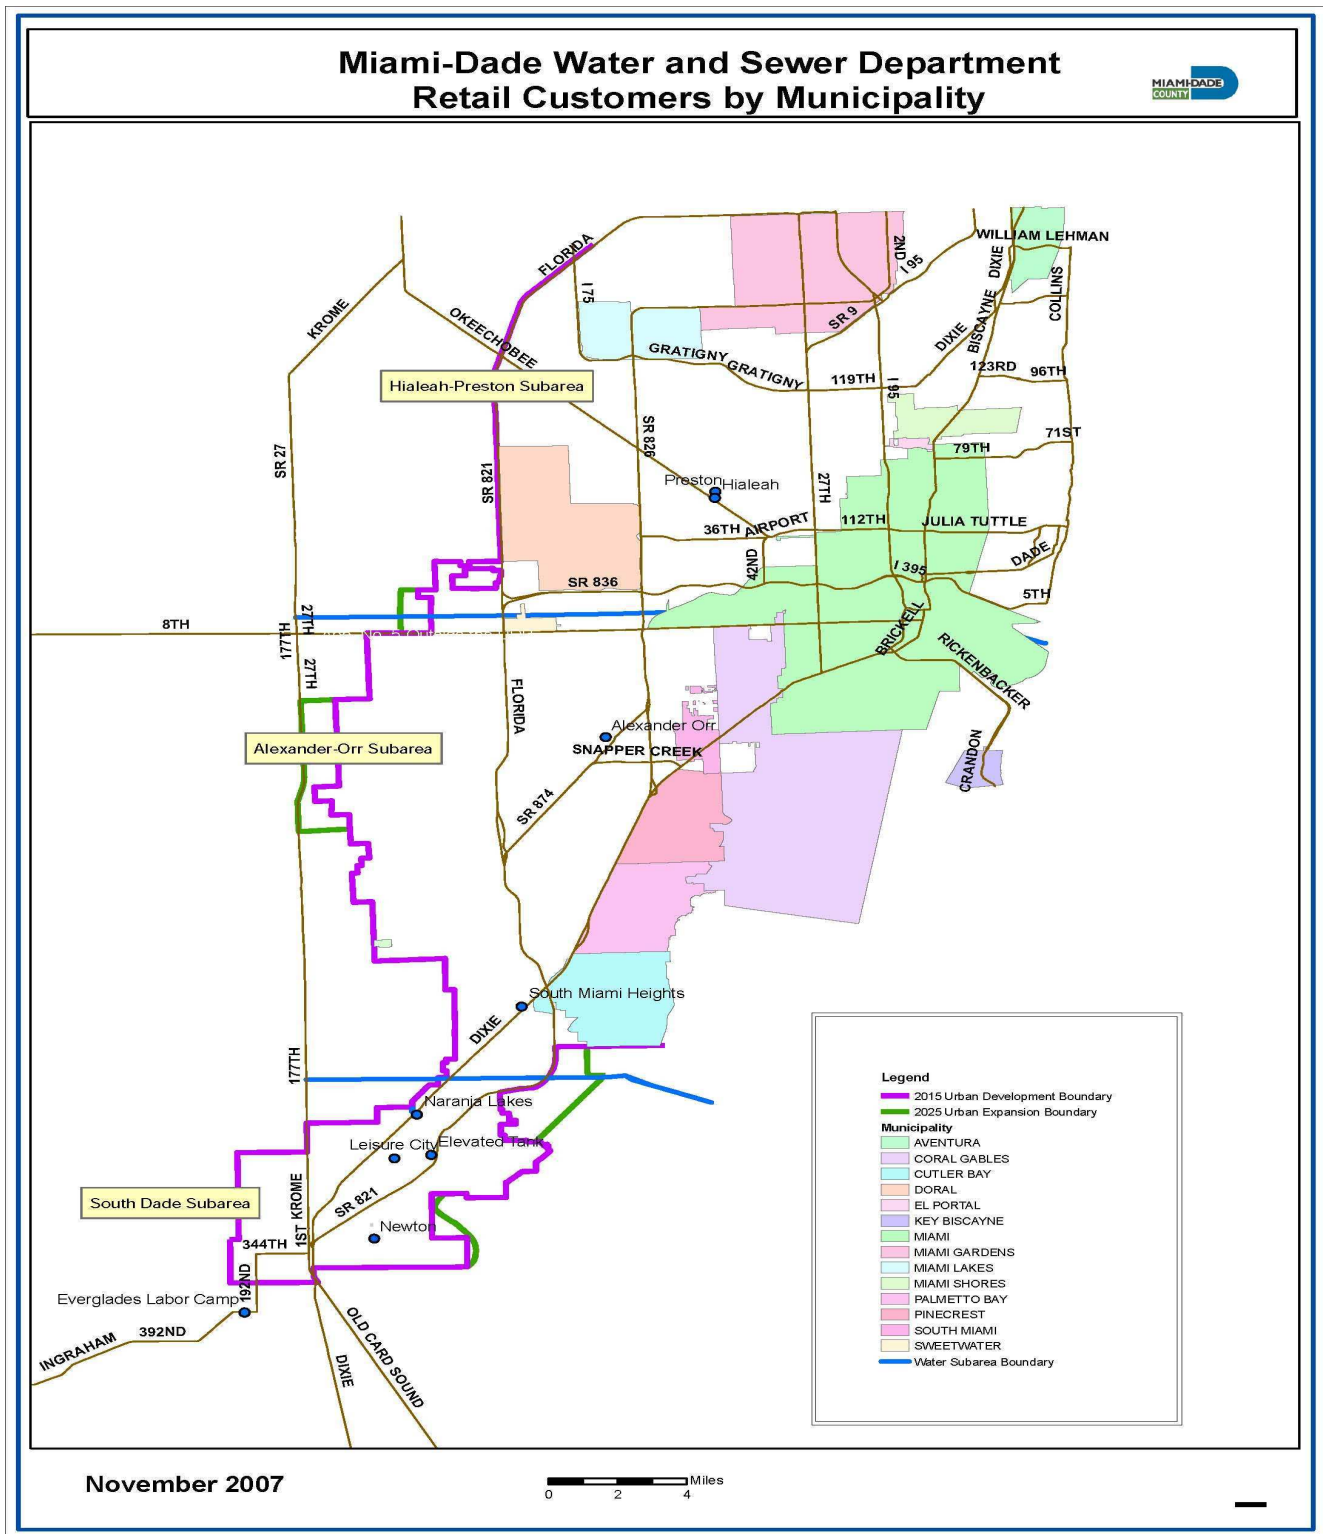 Miami-Dade Water and Sewer Department
Retail Customers by Municipality
MIAMI-DADE
COUNTY
WILLIAM LEHMAN
2ND
I 95
DIXIE
FLORIDA
I 75
COLLINS
KROME
OKEECHOBEE
SR 9
BISCAYNE
DIXIE
GRATIGNY
GRATIGNY
119TH
I 95
123RD
96TH
Hialeah-Preston Subarea
SR 826
71ST
79TH
SR 27
SR 821
Preston
Hialeah
27TH
36TH
AIRPORT
112TH
JULIA TUTTLE
42ND
DADE
I 395
SR 836
5TH
27TH
8TH
177TH
BRICKELL
RICKENBACKER
27TH
FLORIDA
Alexander Orr
Alexander-Orr Subarea
SNAPPER CREEK
CRANDON
SR 874
South Miami Heights
DIXIE
177TH
Naranja Lakes
Leisure City
Elevated Tank
South Dade Subarea
KROME
1ST
SR 821
Newton
344TH
192ND
Everglades Labor Camp
392ND
INGRAHAM
DIXIE
OLD CARD SOUND
Legend
2015 Urban Development Boundary
2025 Urban Expansion Boundary
Municipality
AVENTURA
CORAL GABLES
CUTLER BAY
DORAL
EL PORTAL
KEY BISCAYNE
MIAMI
MIAMI GARDENS
MIAMI LAKES
MIAMI SHORES
PALMETTO BAY
PINECREST
SOUTH MIAMI
SWEETWATER
Water Subarea Boundary
November 2007
Miles
0 2 4